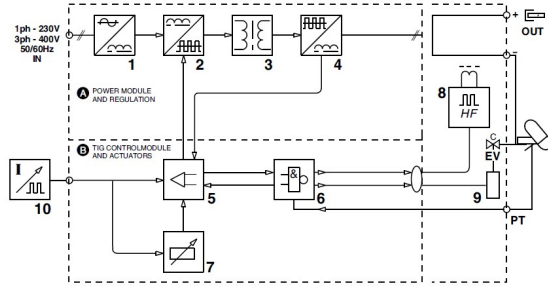 1ph - 230V
3ph - 400V
50/60Hz
IN
1
2
3
4
+
OUT
-
A POWER MODULE
AND REGULATION
8
HF
B TIG CONTROLMODULE
AND ACTUATORS
C
EV
I
10
5
&
6
9
PT
7